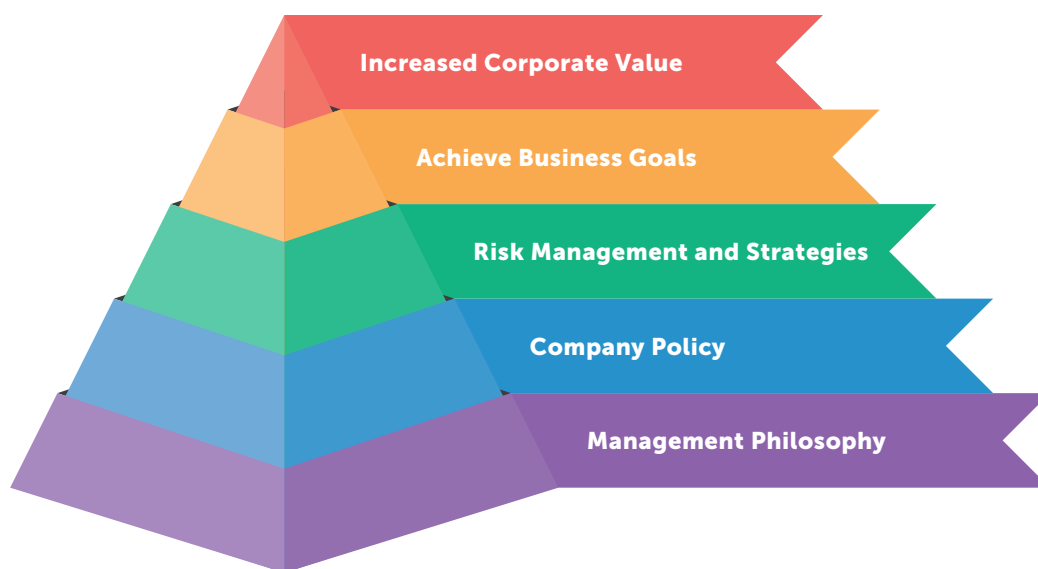 Increased Corporate Value
Achieve Business Goals
Risk Management and Strategies
Company Policy
Management Philosophy